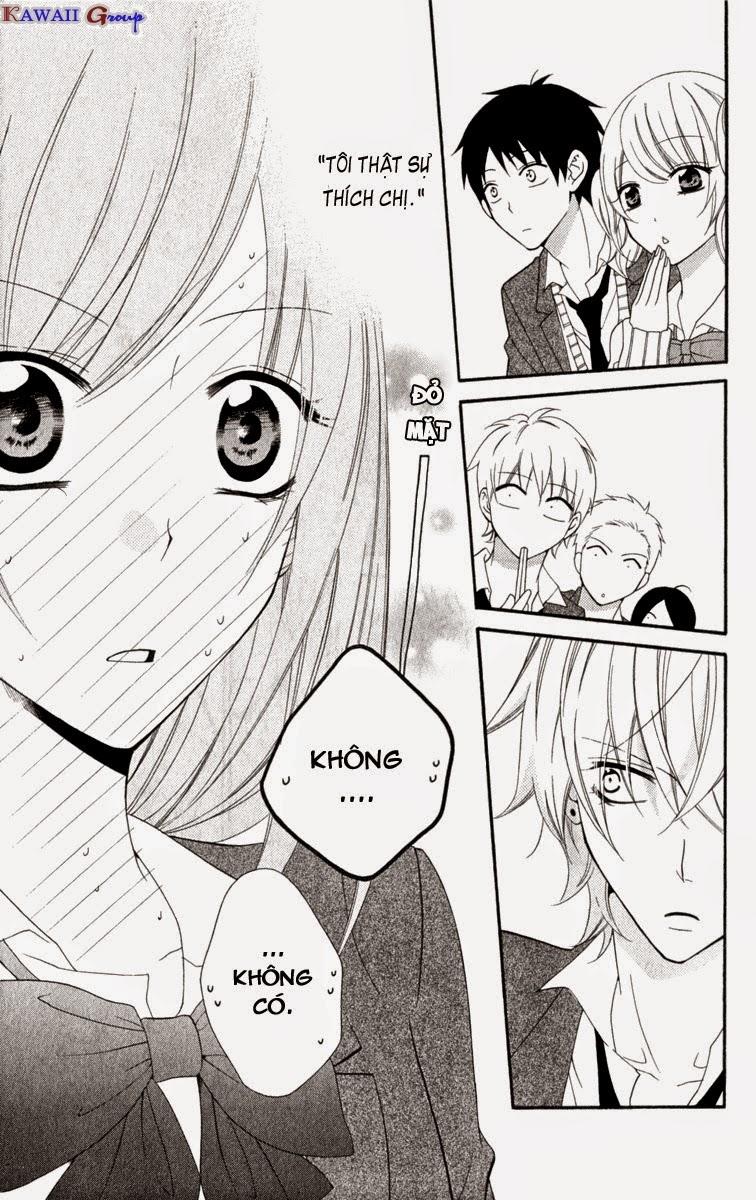 KAWAII Group
"TÔI THẬT SỰ
THÍCH CHỊ."
ĐỎ
MẶT
KHÔNG
....
...
KHÔNG
CÓ.